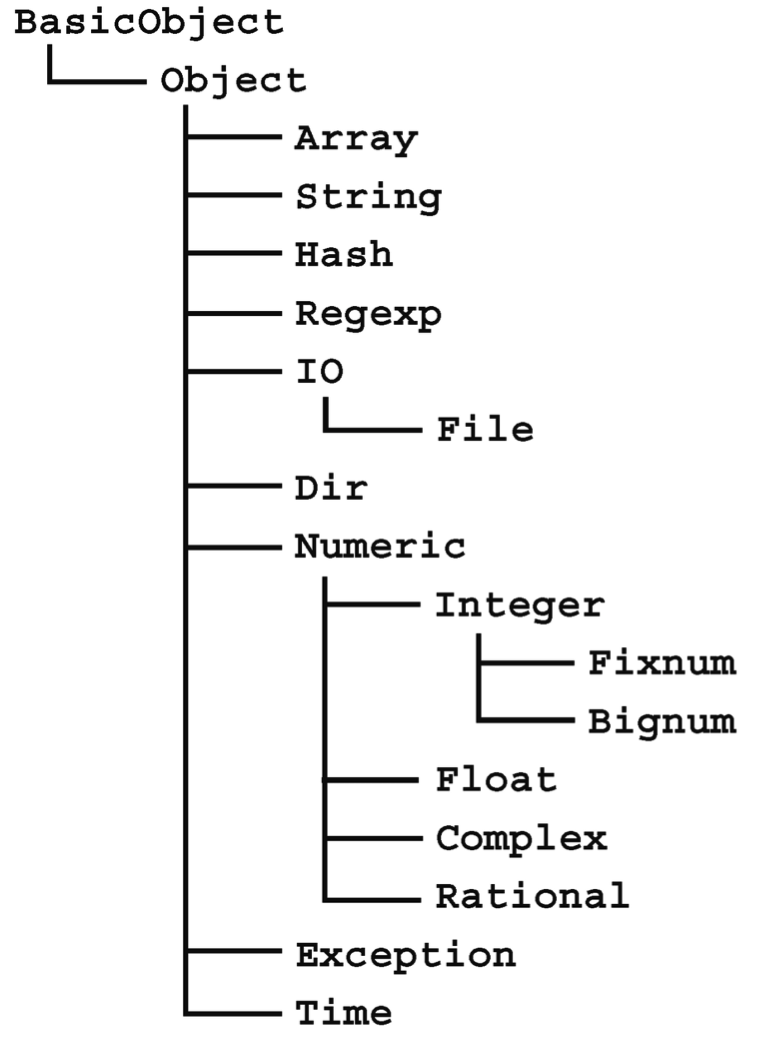 BasicObject
Object
Array
String
Hash
Regexp
IO
File
Dir
Numeric
Integer
Fixnum
Bignum
Float
Complex
Rational
Exception
Time